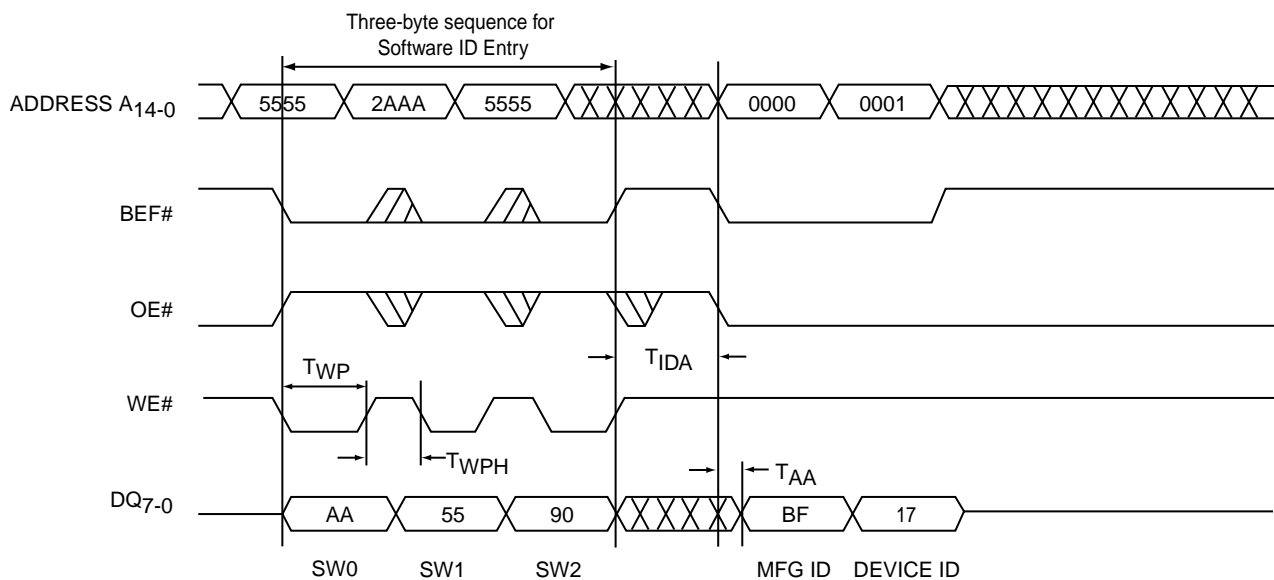 Three-byte sequence for
Software ID Entry
ADDRESS A14-0
5555 2AAA 5555 0000 0001
BEF#
OE#
TIDA
TWP
WE#
TWPH
TAA
DQ7-0
AA 55 90 BF 17
SW0 SW1 SW2 MFG ID DEVICE ID